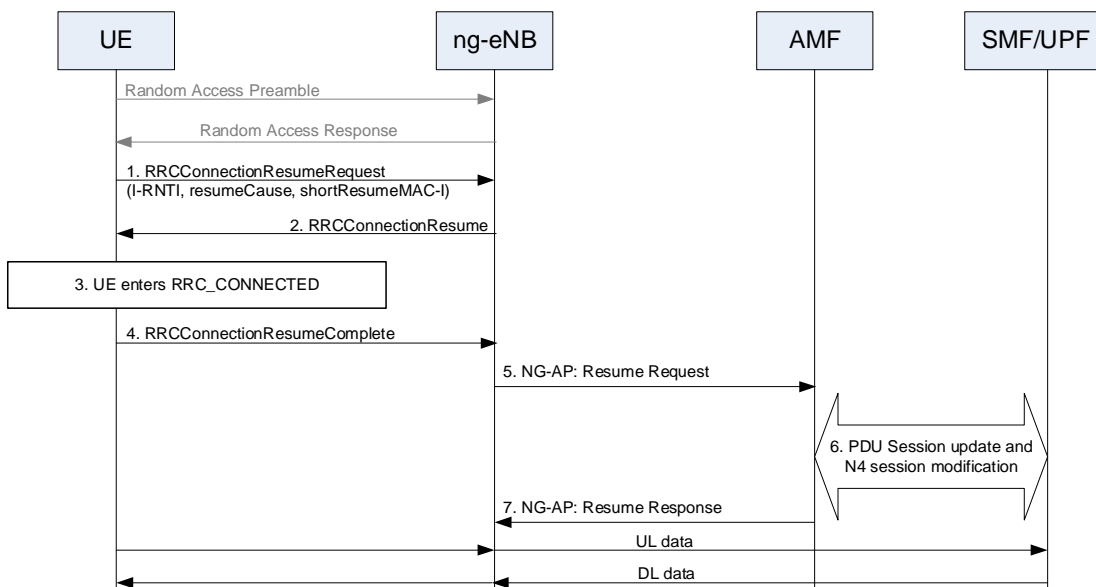 UE
ng-eNB
AMF
SMF/UPF
Random Access Preamble
Random Access Response
1. RRCConnectionResumeRequest
(I-RNTI, resumeCause, shortResumeMAC-I)
2. RRCConnectionResume
3. UE enters RRC_CONNECTED
4. RRCConnectionResumeComplete
5. NG-AP: Resume Request
6. PDU Session update and
N4 session modification
7. NG-AP: Resume Response
UL data
DL data